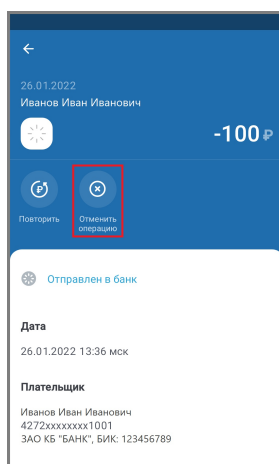 26.01.2022
Иванов Иван Иванович
-100 ₽
Повторить
Отменить
операцию
Отправлен в банк
Дата
26.01.2022 13:36 мск
Плательщик
Иванов Иван Иванович
4272xxxxxxxx1001
ЗАО КБ "БАНК", БИК: 123456789